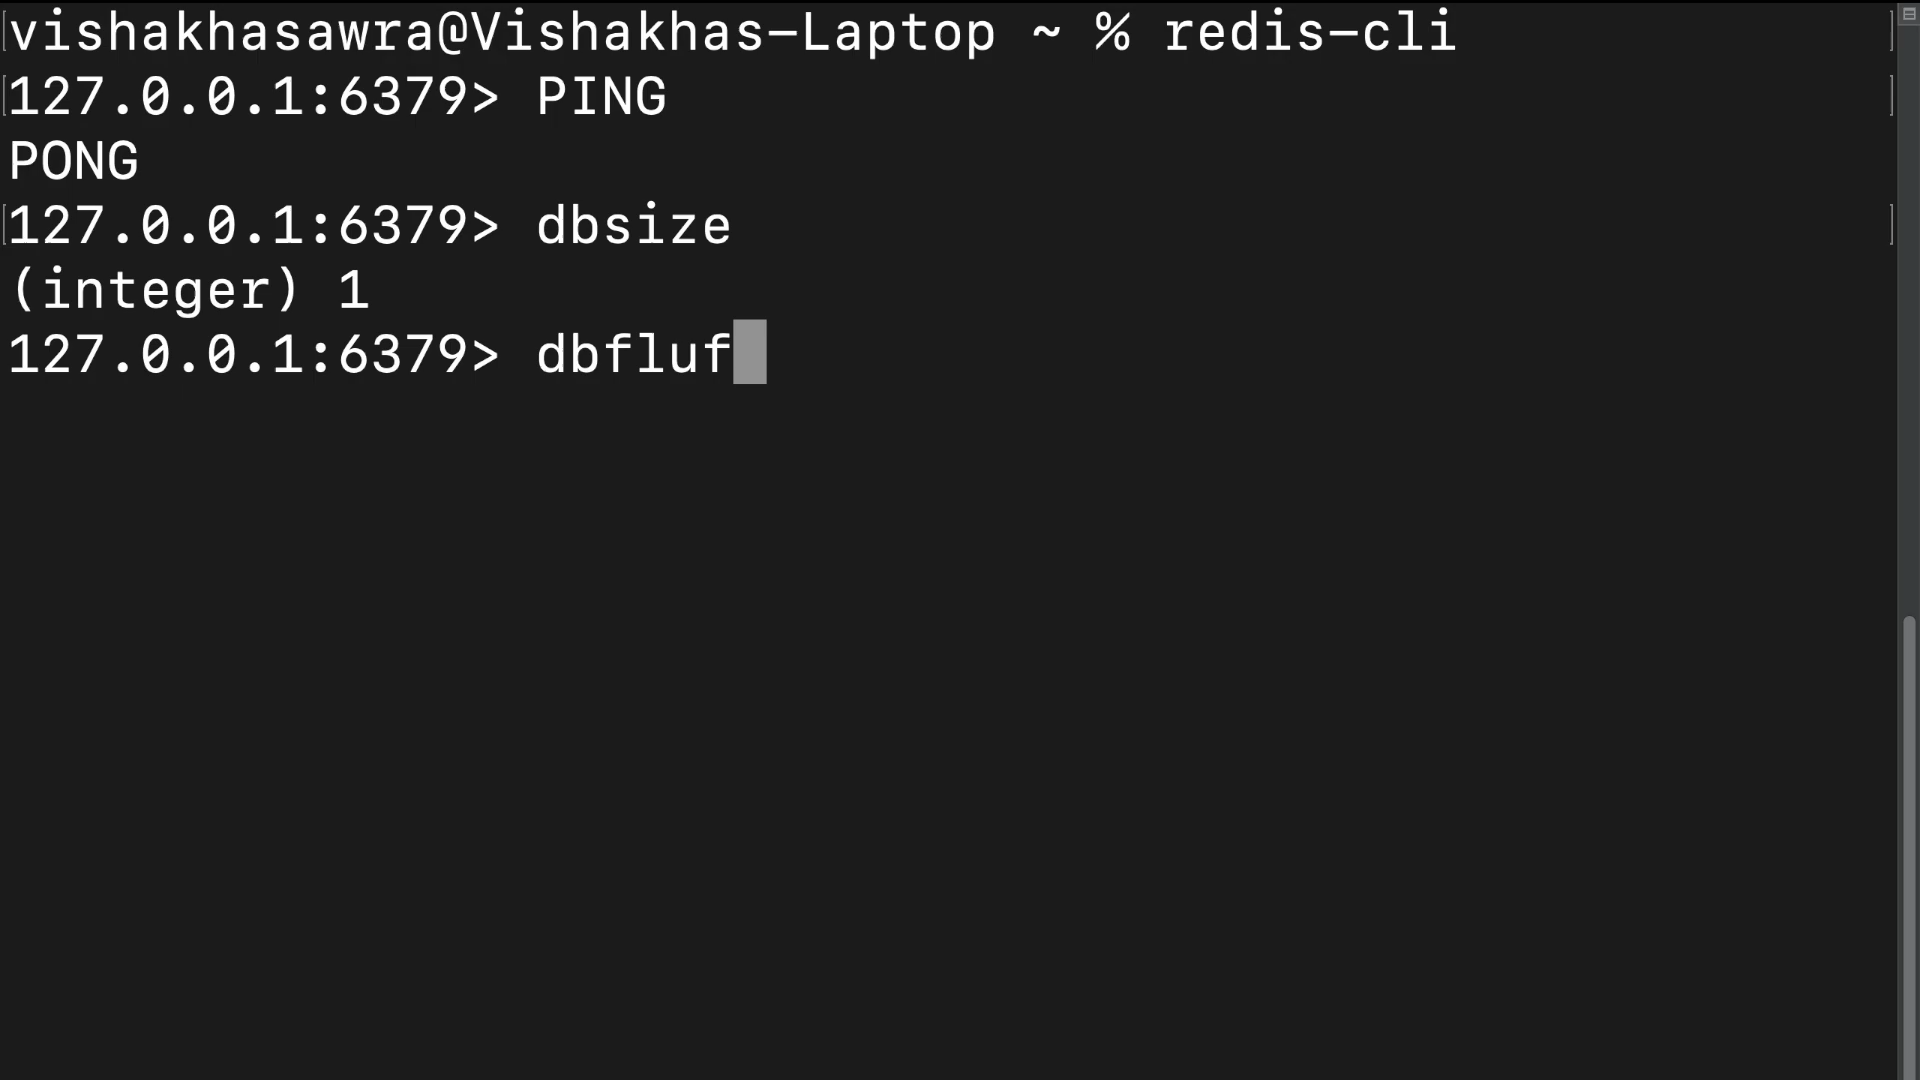 vishakhasawra@Vishakhas-Laptop ~ % redis-cli
127.0.0.1:6379> PING
PONG
127.0.0.1:6379> dbsize
(integer) 1
127.0.0.1:6379> dbfluf